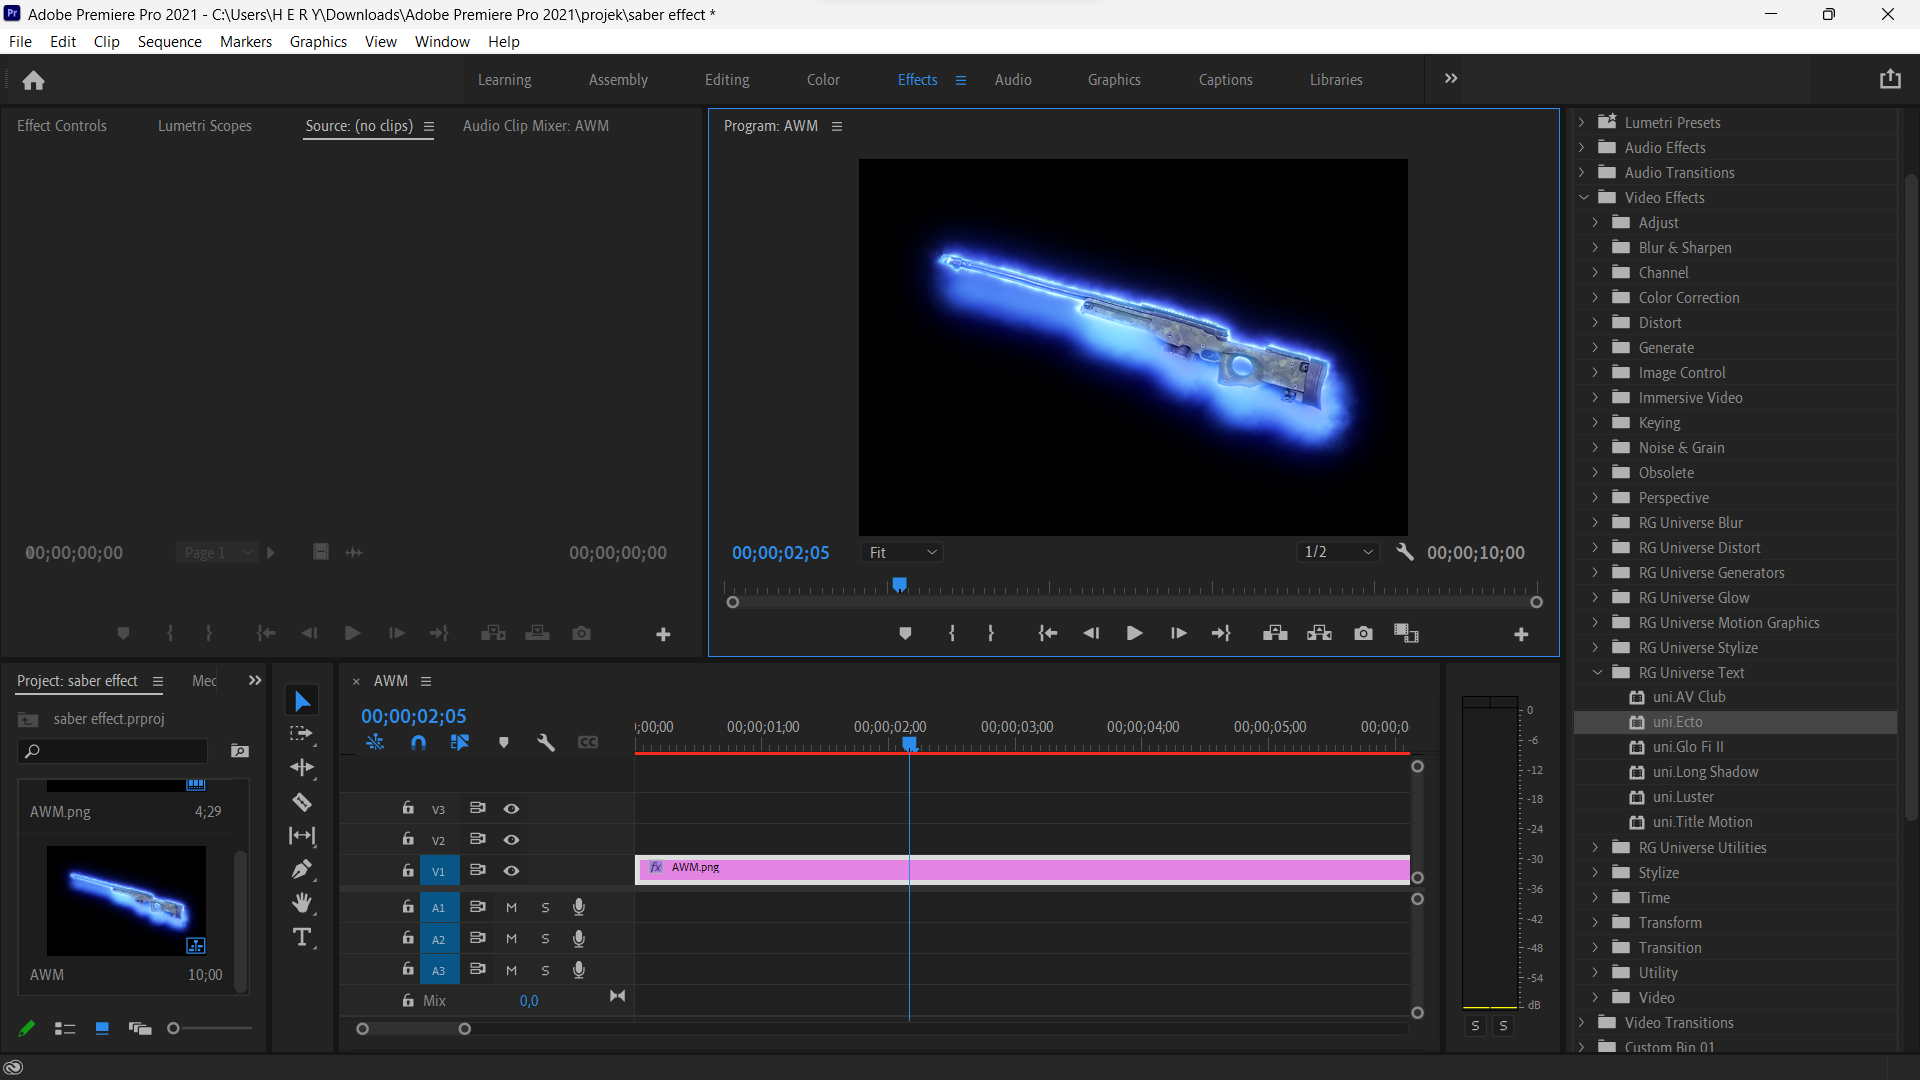 Adobe Premiere Pro 2021 - C:\Users\H E R Y\Downloads\Adobe Premiere Pro 2021\projek\saber effect *
File Edit Clip Sequence Markers Graphics View Window Help
Learning Assembly Editing Color Effects Audio Graphics Captions Libraries
Effect Controls Lumetri Scopes Source: (no clips) Audio Clip Mixer: AWM
00;00;00;00 Page 1 00;00;00;00
Program: AWM
00;00;02;05 Fit 1/2 00;00;10;00
Lumetri Presets
Audio Effects
Audio Transitions
Video Effects
Adjust
Blur & Sharpen
Channel
Color Correction
Distort
Generate
Image Control
Immersive Video
Keying
Noise & Grain
Obsolete
Perspective
RG Universe Blur
RG Universe Distort
RG Universe Generators
RG Universe Glow
RG Universe Motion Graphics
RG Universe Stylize
RG Universe Text
uni.AV Club
uni.Ecto
uni.Glo Fi II
uni.Long Shadow
uni.Luster
uni.Title Motion
RG Universe Utilities
Stylize
Time
Transform
Transition
Utility
Video
Video Transitions
Custom Bin 01
Project: saber effect Med
saber effect.prproj
AWM.png 4;29
AWM 10;00
AWM
00;00;02;05
;00;00 00;00;01;00 00;00;02;00 00;00;03;00 00;00;04;00 00;00;05;00 00;00;0
V3
V2
V1 fx AWM.png
A1 M S
A2 M S
A3 M S
Mix 0,0
0
-6
-12
-18
-24
-30
-36
-42
-48
-54
dB
S S